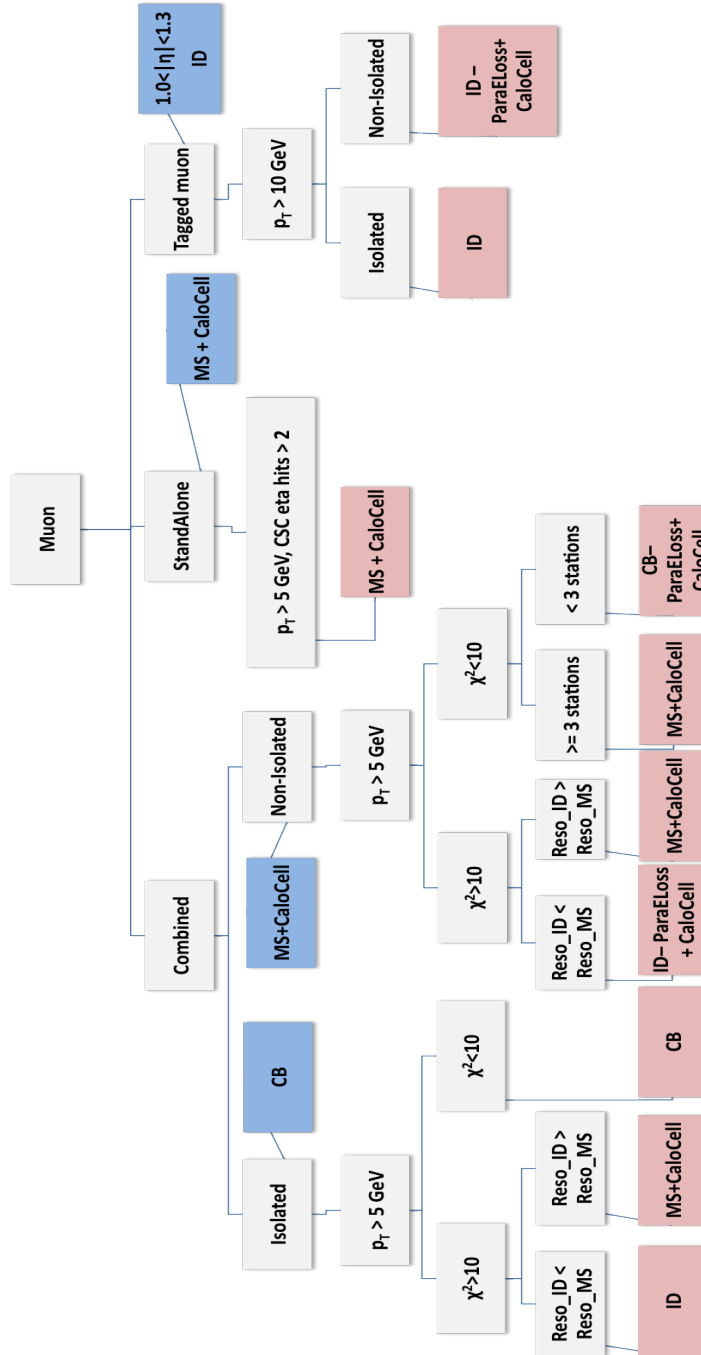 Muon
Combined
StandAlone
Tagged muon
1.0<|η|<1.3
ID
MS + CaloCell
Isolated
CB
MS+CaloCell
Non-Isolated
p_T > 5 GeV, CSC eta hits > 2
p_T > 10 GeV
p_T > 5 GeV
p_T > 5 GeV
MS + CaloCell
Isolated
Non-Isolated
χ²>10
χ²<10
χ²>10
χ²<10
ID
ID –
ParaELoss+
CaloCell
Reso_ID <
Reso_MS
Reso_ID >
Reso_MS
Reso_ID <
Reso_MS
Reso_ID >
Reso_MS
>= 3 stations
< 3 stations
ID
MS+CaloCell
CB
ID– ParaELoss
+ CaloCell
MS+CaloCell
MS+CaloCell
CB–
ParaELoss+
CaloCell